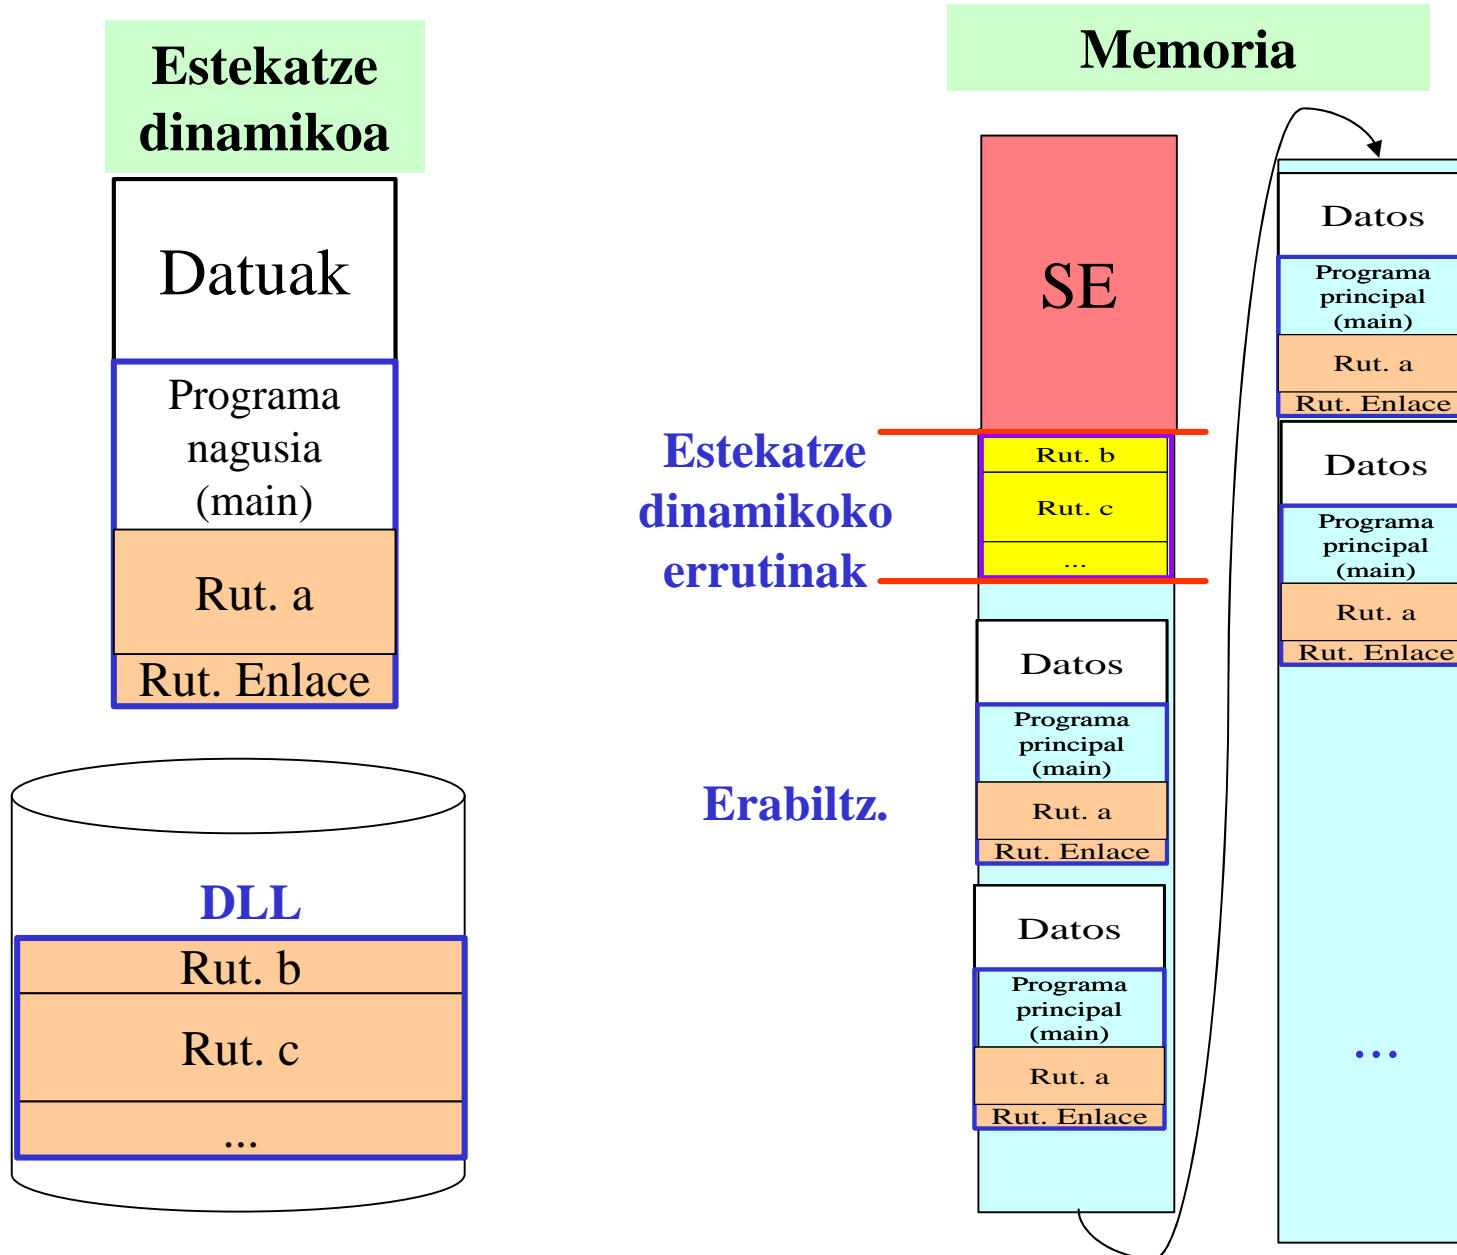 Estekatze
dinamikoa
Datuak
Programa
nagusia
(main)
Rut. a
Rut. Enlace
DLL
Rut. b
Rut. c
...
Memoria
SE
Estekatze
dinamikoko
errutinak
Rut. b
Rut. c
...
Erabiltz.
Datos
Programa
principal
(main)
Rut. a
Rut. Enlace
Datos
Programa
principal
(main)
Rut. a
Rut. Enlace
Datos
Programa
principal
(main)
Rut. a
Rut. Enlace
Datos
Programa
principal
(main)
Rut. a
Rut. Enlace
...